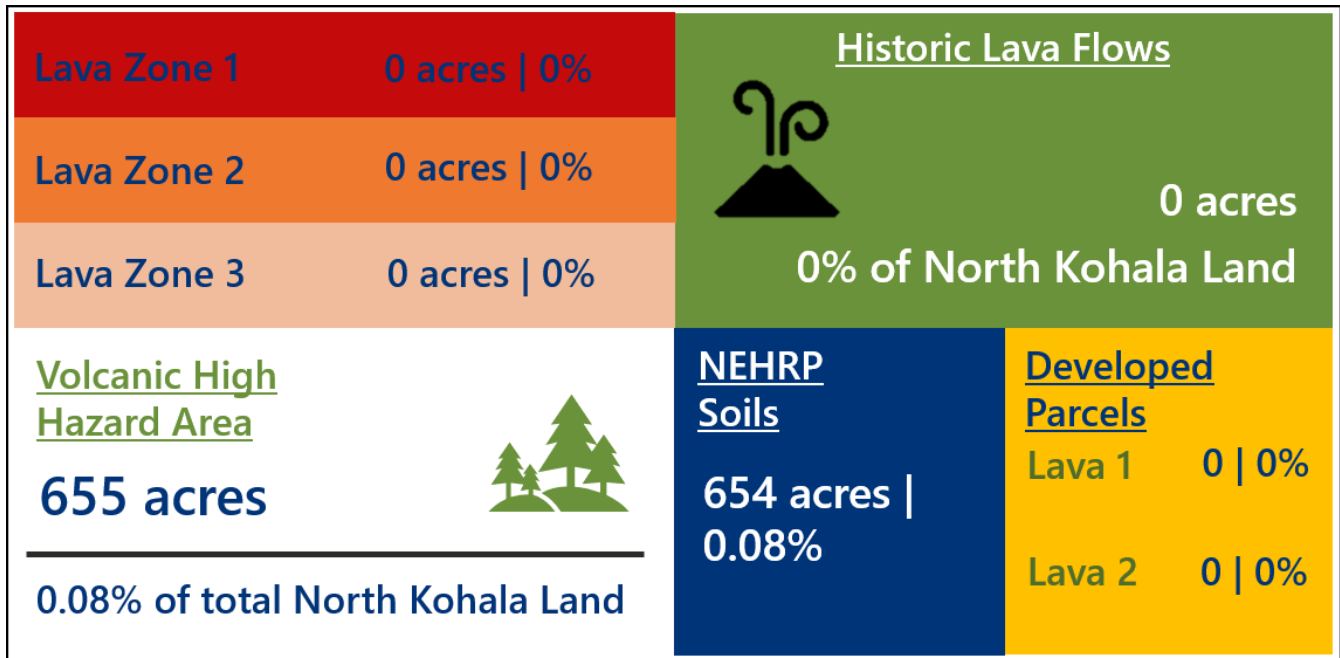 Lava Zone 1 0 acres | 0%
Lava Zone 2 0 acres | 0%
Lava Zone 3 0 acres | 0%
Historic Lava Flows
0 acres
0% of North Kohala Land
Volcanic High
Hazard Area
655 acres
0.08% of total North Kohala Land
NEHRP
Soils
654 acres |
0.08%
Developed
Parcels
Lava 1 0 | 0%
Lava 2 0 | 0%